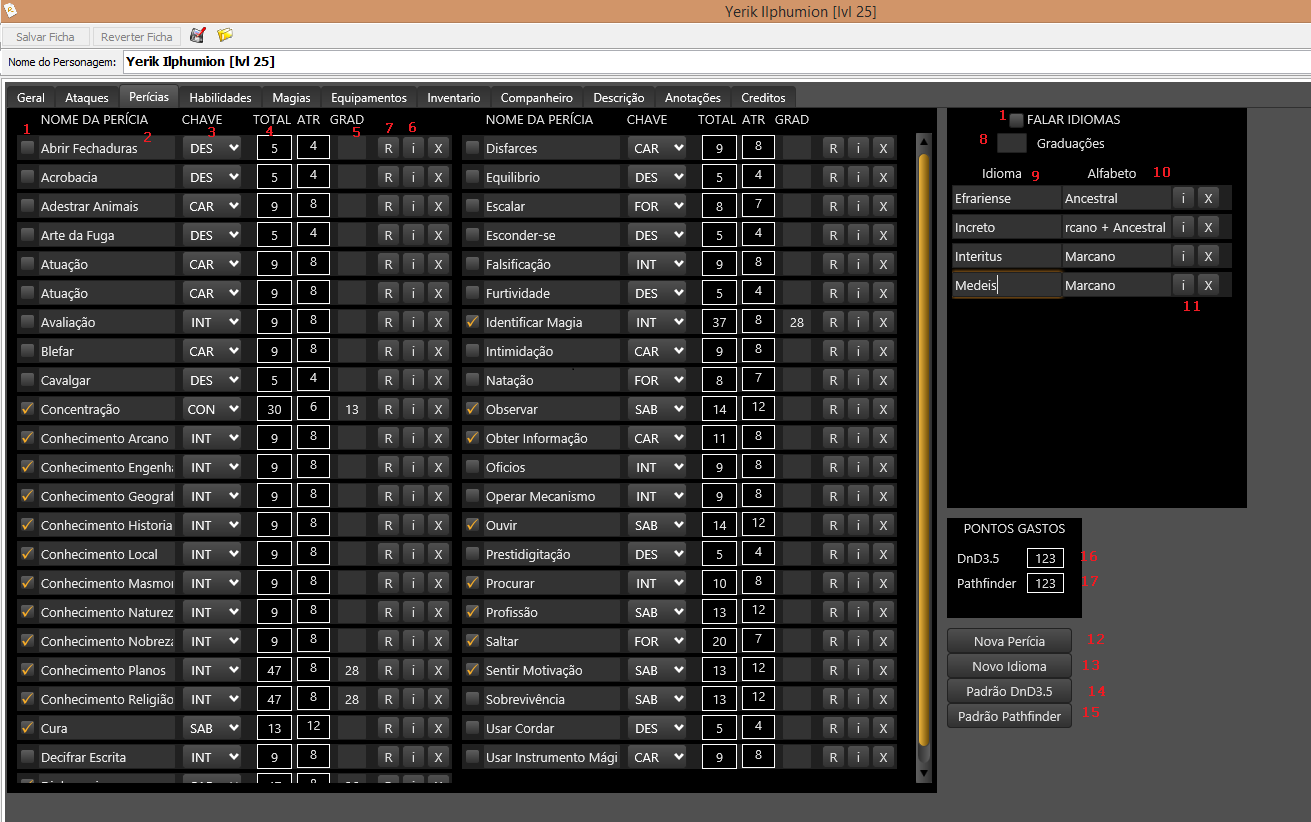 Yerik Ilphumion [lvl 25]
Salvar Ficha Reverter Ficha
Nome do Personagem: Yerik Ilphumion [lvl 25]
Geral Ataques Perícias Habilidades Magias Equipamentos Inventario Companheiro Descrição Anotações Creditos
NOME DA PERÍCIA CHAVE TOTAL ATR GRAD
1 2 3 4 5 7 6
Abrir Fechaduras DES 5 4 R i X
Acrobacia DES 5 4 R i X
Adestrar Animais CAR 9 8 R i X
Arte da Fuga DES 5 4 R i X
Atuação CAR 9 8 R i X
Atuação CAR 9 8 R i X
Avaliação INT 9 8 R i X
Blefar CAR 9 8 R i X
Cavalgar DES 5 4 R i X
Concentração CON 30 6 13 R i X
Conhecimento Arcano INT 9 8 R i X
Conhecimento Engenha INT 9 8 R i X
Conhecimento Geograf INT 9 8 R i X
Conhecimento Historia INT 9 8 R i X
Conhecimento Local INT 9 8 R i X
Conhecimento Masmor INT 9 8 R i X
Conhecimento Naturez INT 9 8 R i X
Conhecimento Nobreza INT 9 8 R i X
Conhecimento Planos INT 47 8 28 R i X
Conhecimento Religião INT 47 8 28 R i X
Cura SAB 13 12 R i X
Decifrar Escrita INT 9 8 R i X
NOME DA PERÍCIA CHAVE TOTAL ATR GRAD
Disfarces CAR 9 8 R i X
Equilibrio DES 5 4 R i X
Escalar FOR 8 7 R i X
Esconder-se DES 5 4 R i X
Falsificação INT 9 8 R i X
Furtividade DES 5 4 R i X
Identificar Magia INT 37 8 28 R i X
Intimidação CAR 9 8 R i X
Natação FOR 8 7 R i X
Observar SAB 14 12 R i X
Obter Informação CAR 11 8 R i X
Oficios INT 9 8 R i X
Operar Mecanismo INT 9 8 R i X
Ouvir SAB 14 12 R i X
Prestidigitação DES 5 4 R i X
Procurar INT 10 8 R i X
Profissão SAB 13 12 R i X
Saltar FOR 20 7 R i X
Sentir Motivação SAB 13 12 R i X
Sobrevivência SAB 13 12 R i X
Usar Cordar DES 5 4 R i X
Usar Instrumento Mági CAR 9 8 R i X
1 FALAR IDIOMAS
8 Graduações
Idioma 9 Alfabeto 10
Efrariense Ancestral i X
Increto rcano + Ancestral i X
Interitus Marcano i X
Medeis Marcano i X
11
PONTOS GASTOS
DnD3.5 123 16
Pathfinder 123 17
Nova Perícia 12
Novo Idioma 13
Padrão DnD3.5 14
Padrão Pathfinder 15